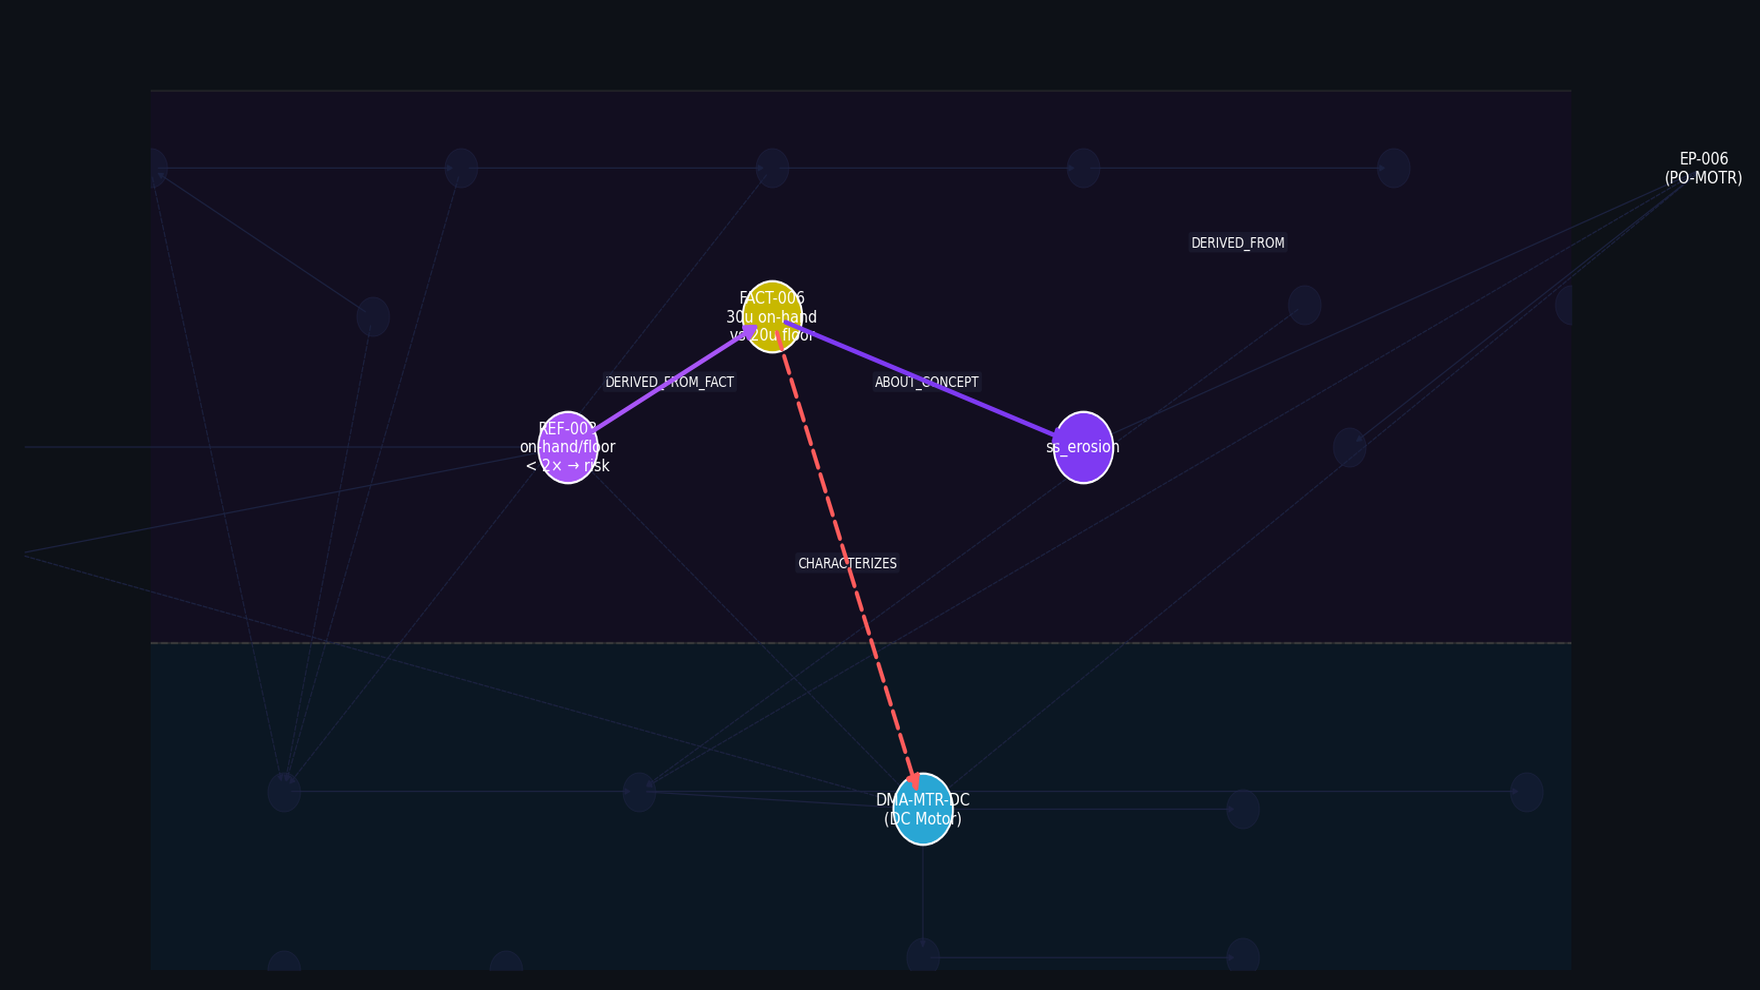 EP-006
(PO-MOTR)
DERIVED_FROM
FACT-006
30u on-hand
vs 20u floor
DERIVED_FROM_FACT
ABOUT_CONCEPT
on-hand/floor
< 2× → risk
ss_erosion
CHARACTERIZES
DMA-MTR-DC
(DC Motor)